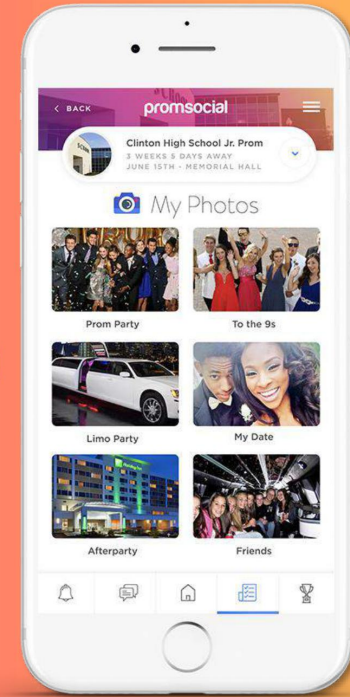 < BACK
promsocial
Clinton High School Jr. Prom
3 WEEKS 5 DAYS AWAY
JUNE 15TH - MEMORIAL HALL
My Photos
Prom Party
To the 9s
Limo Party
My Date
Afterparty
Friends